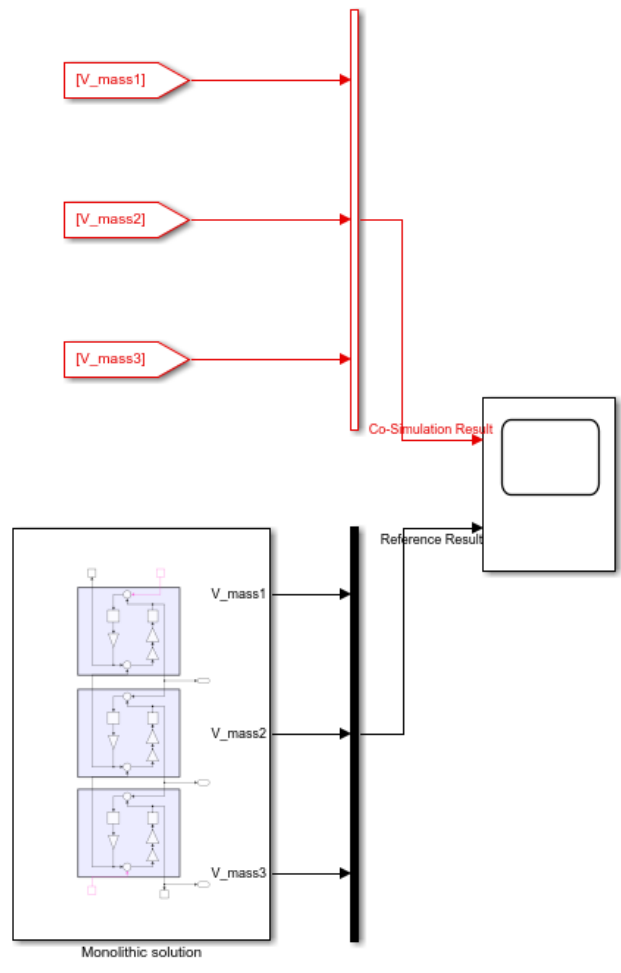 [V_mass1]
[V_mass2]
[V_mass3]
Co-Simulation Result
Reference Result
V_mass1
V_mass2
V_mass3
Monolithic solution